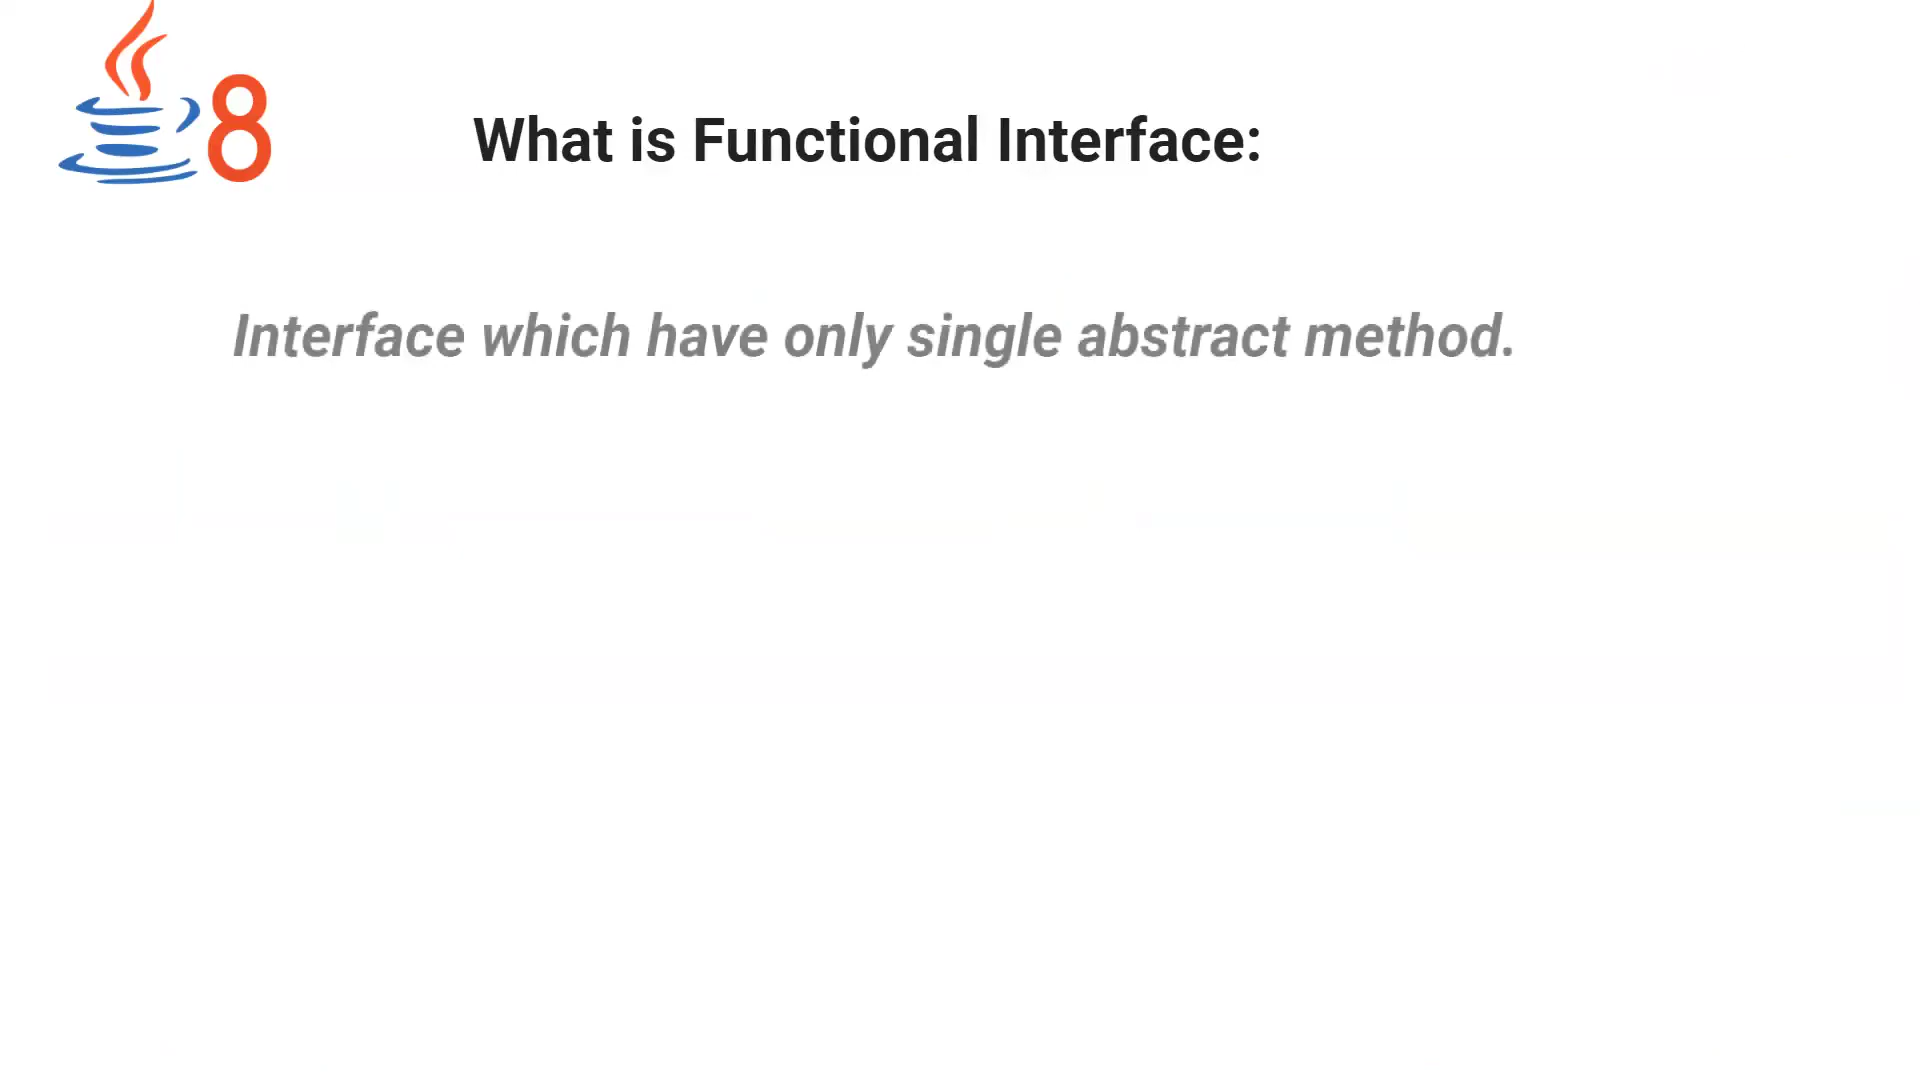 8
What is Functional Interface:
Interface which have only single abstract method.